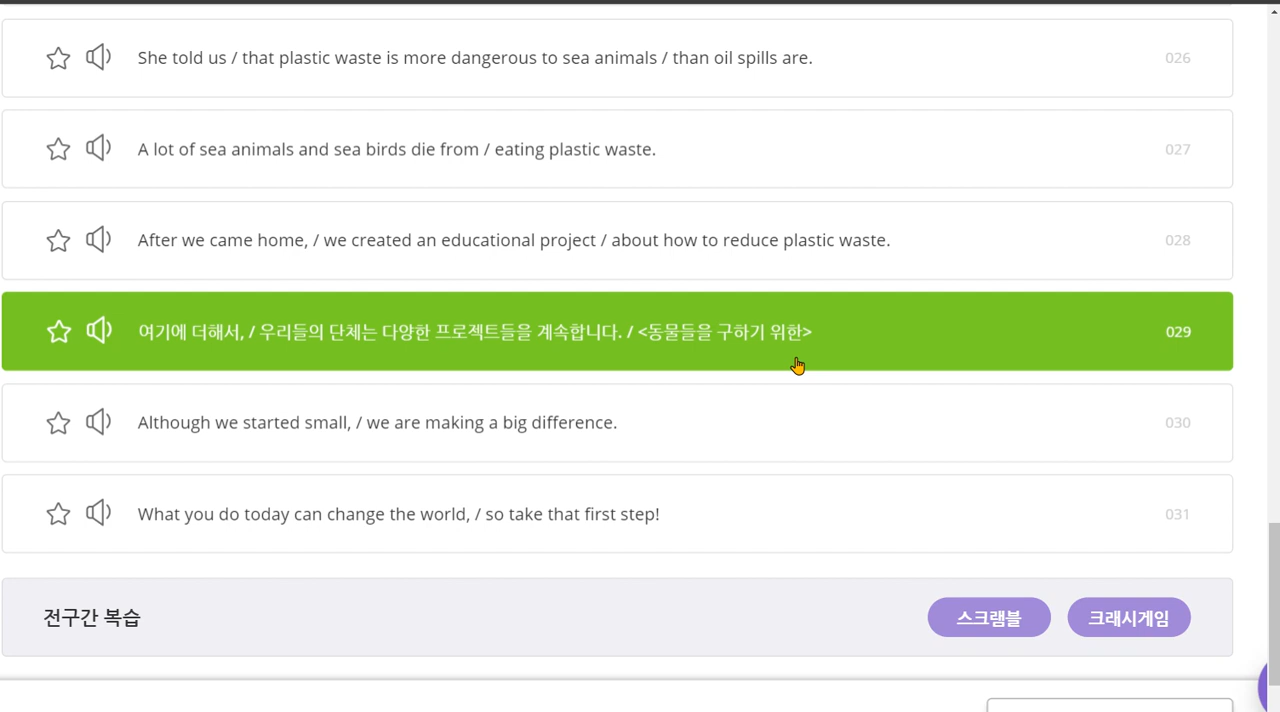 She told us / that plastic waste is more dangerous to sea animals / than oil spills are. 026
A lot of sea animals and sea birds die from / eating plastic waste. 027
After we came home, / we created an educational project / about how to reduce plastic waste. 028
여기에 더해서, / 우리들의 단체는 다양한 프로젝트들을 계속합니다. / <동물들을 구하기 위한> 029
Although we started small, / we are making a big difference. 030
What you do today can change the world, / so take that first step! 031
전구간 복습 스크램블 크래시게임